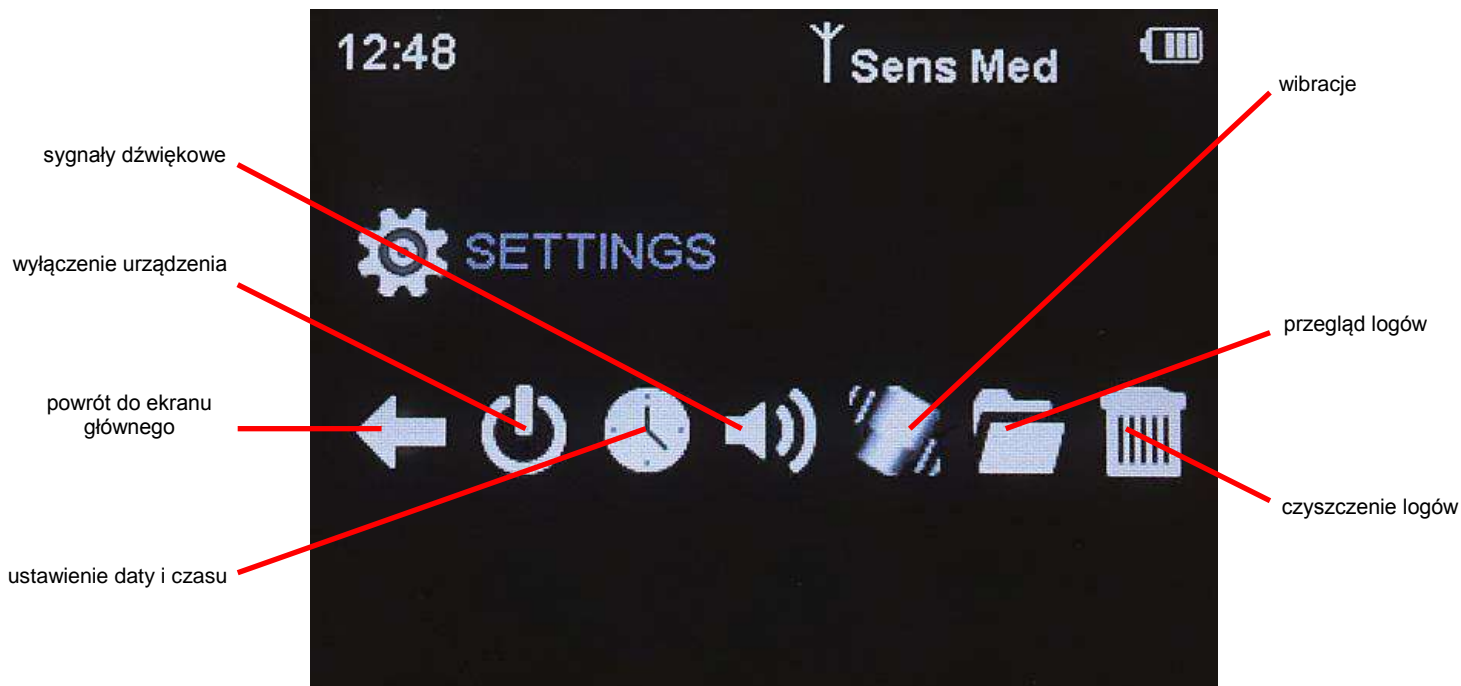 12:48
Sens Med
wibracje
sygnały dźwiękowe
SETTINGS
wyłączenie urządzenia
przegląd logów
powrót do ekranu
głównego
czyszczenie logów
ustawienie daty i czasu